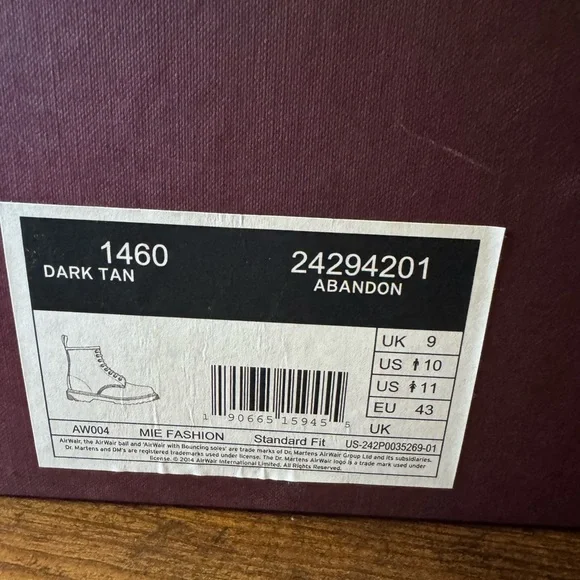 1460 24294201
DARK TAN ABANDON
UK 9
US 10
US 11
EU 43
UK
1 90665 15945 5
AW004 MIE FASHION Standard Fit US-242P0035269-01
AirWair, the AirWair ball and 'AirWair with Bouncing soles' are trade marks of Dr. Martens AirWair Group Ltd and its subsidiaries.
Dr. Martens and DM's are registered trademarks used under license. The Dr. Martens AirWair logo is a trade mark used under
license. © 2014 AirWair International Limited. All Rights Reserved.